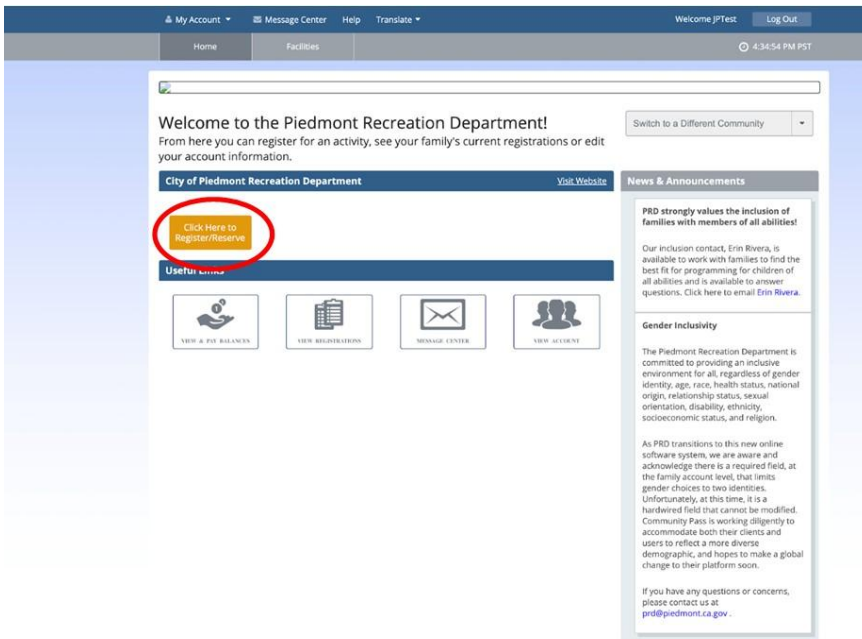 My Account Message Center Help Translate Welcome JPTest Log Out
Home Facilities 4:34:54 PM PST
Welcome to the Piedmont Recreation Department!
From here you can register for an activity, see your family's current registrations or edit
your account information.
Switch to a Different Community
City of Piedmont Recreation Department Visit Website
Click Here to
Register/Reserve
Useful Links
VIEW & PAY BALANCES VIEW REGISTRATIONS MESSAGE CENTER VIEW ACCOUNT
News & Announcements
PRD strongly values the inclusion of
families with members of all abilities!
Our inclusion contact, Erin Rivera, is
available to work with families to find the
best fit for programming for children of
all abilities and is available to answer
questions. Click here to email Erin Rivera.
Gender Inclusivity
The Piedmont Recreation Department is
committed to providing an inclusive
environment for all, regardless of gender
identity, age, race, health status, national
origin, relationship status, sexual
orientation, disability, ethnicity,
socioeconomic status, and religion.
As PRD transitions to this new online
software system, we are aware and
acknowledge there is a required field, at
the family account level, that limits
gender choices to two identities.
Unfortunately, at this time, it is a
hardwired field that cannot be modified.
Community Pass is working diligently to
accommodate both their clients and
users to reflect a more diverse
demographic, and hopes to make a global
change to their platform soon.
If you have any questions or concerns,
please contact us at
prd@piedmont.ca.gov .